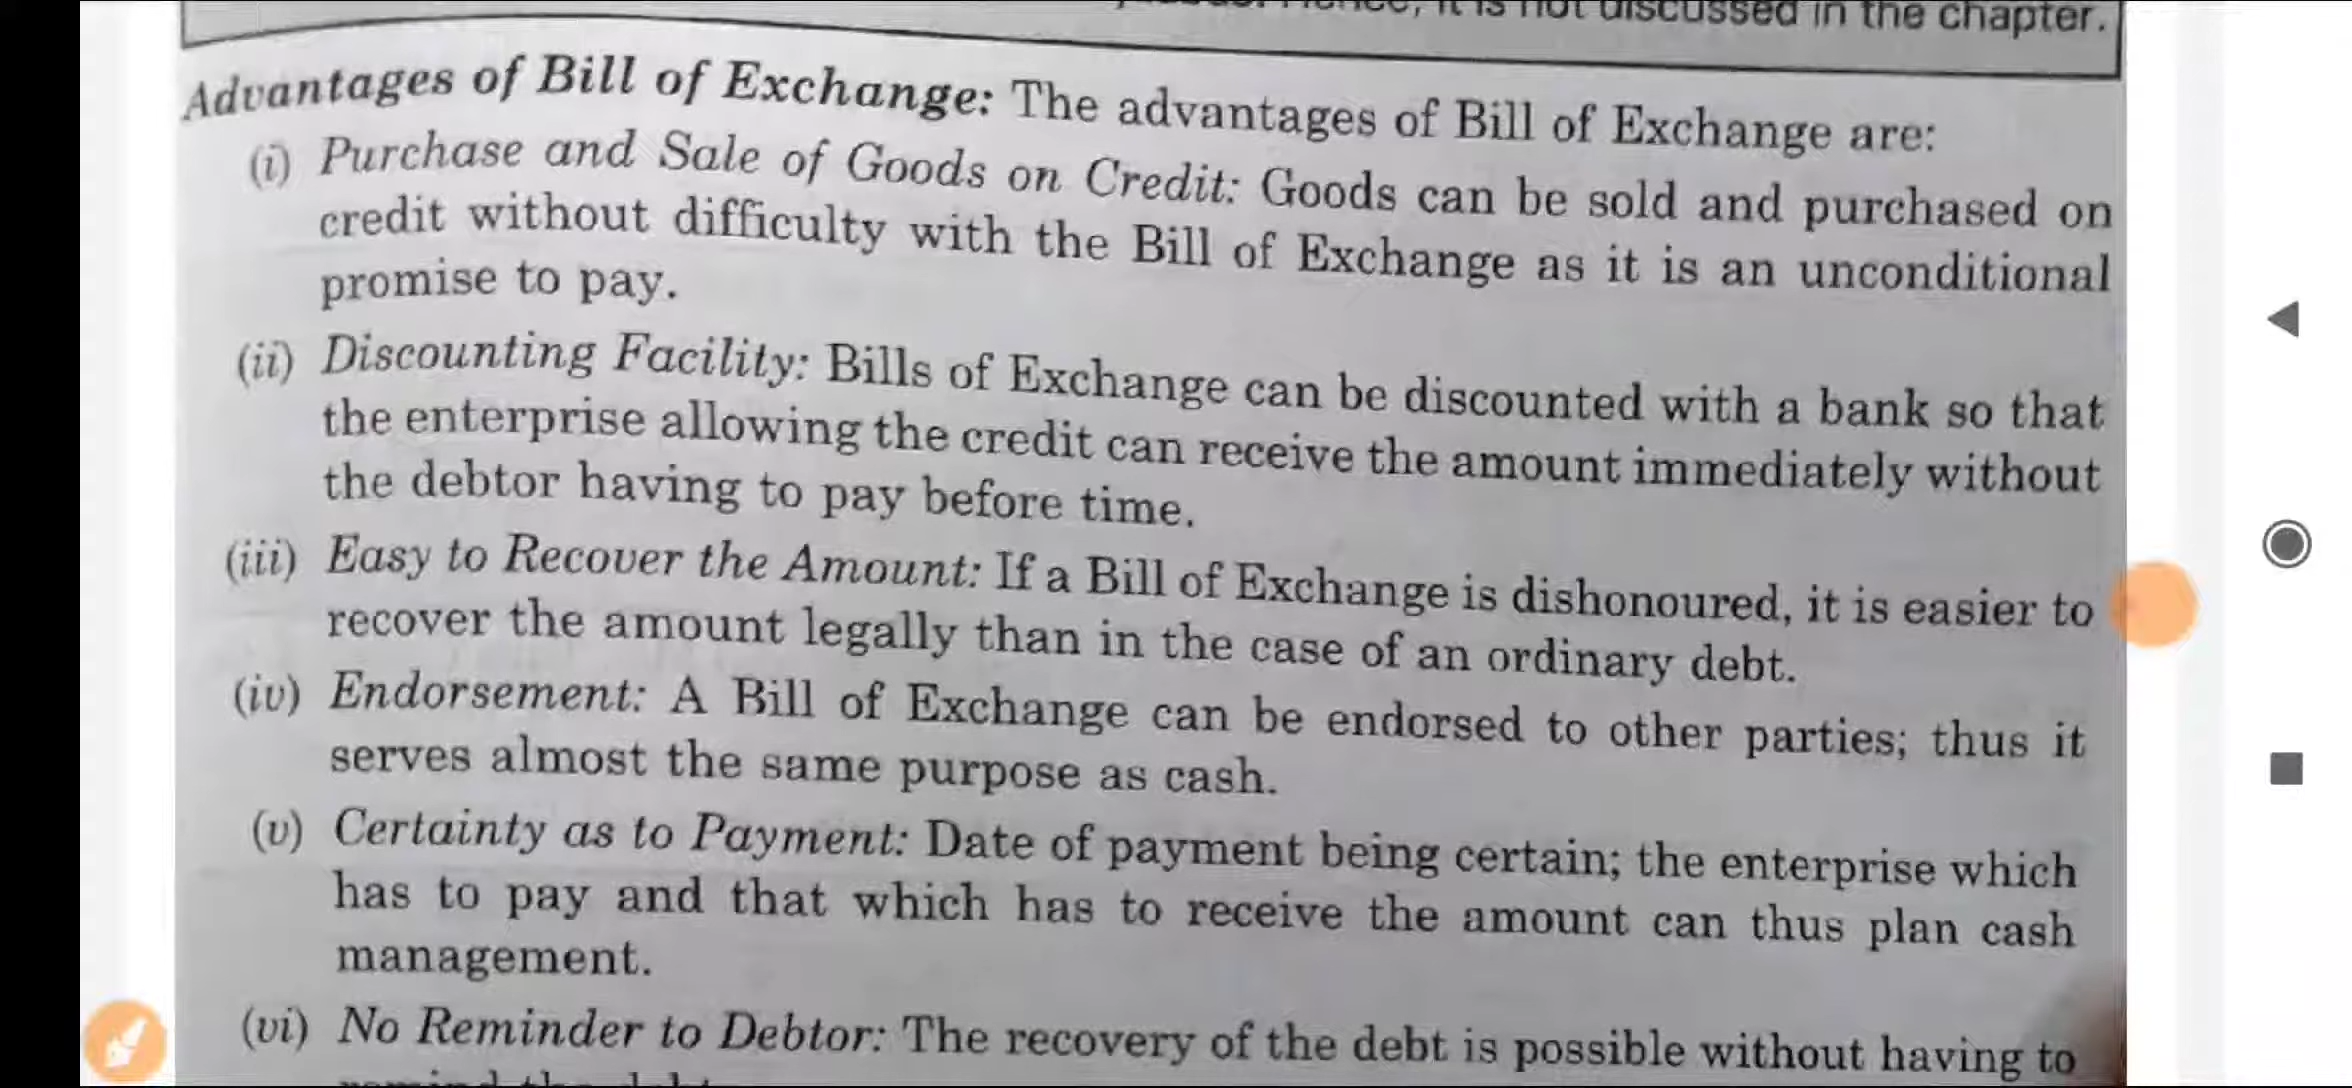 it is not discussed in the chapter.
Advantages of Bill of Exchange: The advantages of Bill of Exchange are:
(i) Purchase and Sale of Goods on Credit: Goods can be sold and purchased on
credit without difficulty with the Bill of Exchange as it is an unconditional
promise to pay.
(ii) Discounting Facility: Bills of Exchange can be discounted with a bank so that
the enterprise allowing the credit can receive the amount immediately without
the debtor having to pay before time.
(iii) Easy to Recover the Amount: If a Bill of Exchange is dishonoured, it is easier to
recover the amount legally than in the case of an ordinary debt.
(iv) Endorsement: A Bill of Exchange can be endorsed to other parties; thus it
serves almost the same purpose as cash.
(v) Certainty as to Payment: Date of payment being certain; the enterprise which
has to pay and that which has to receive the amount can thus plan cash
management.
(vi) No Reminder to Debtor: The recovery of the debt is possible without having to